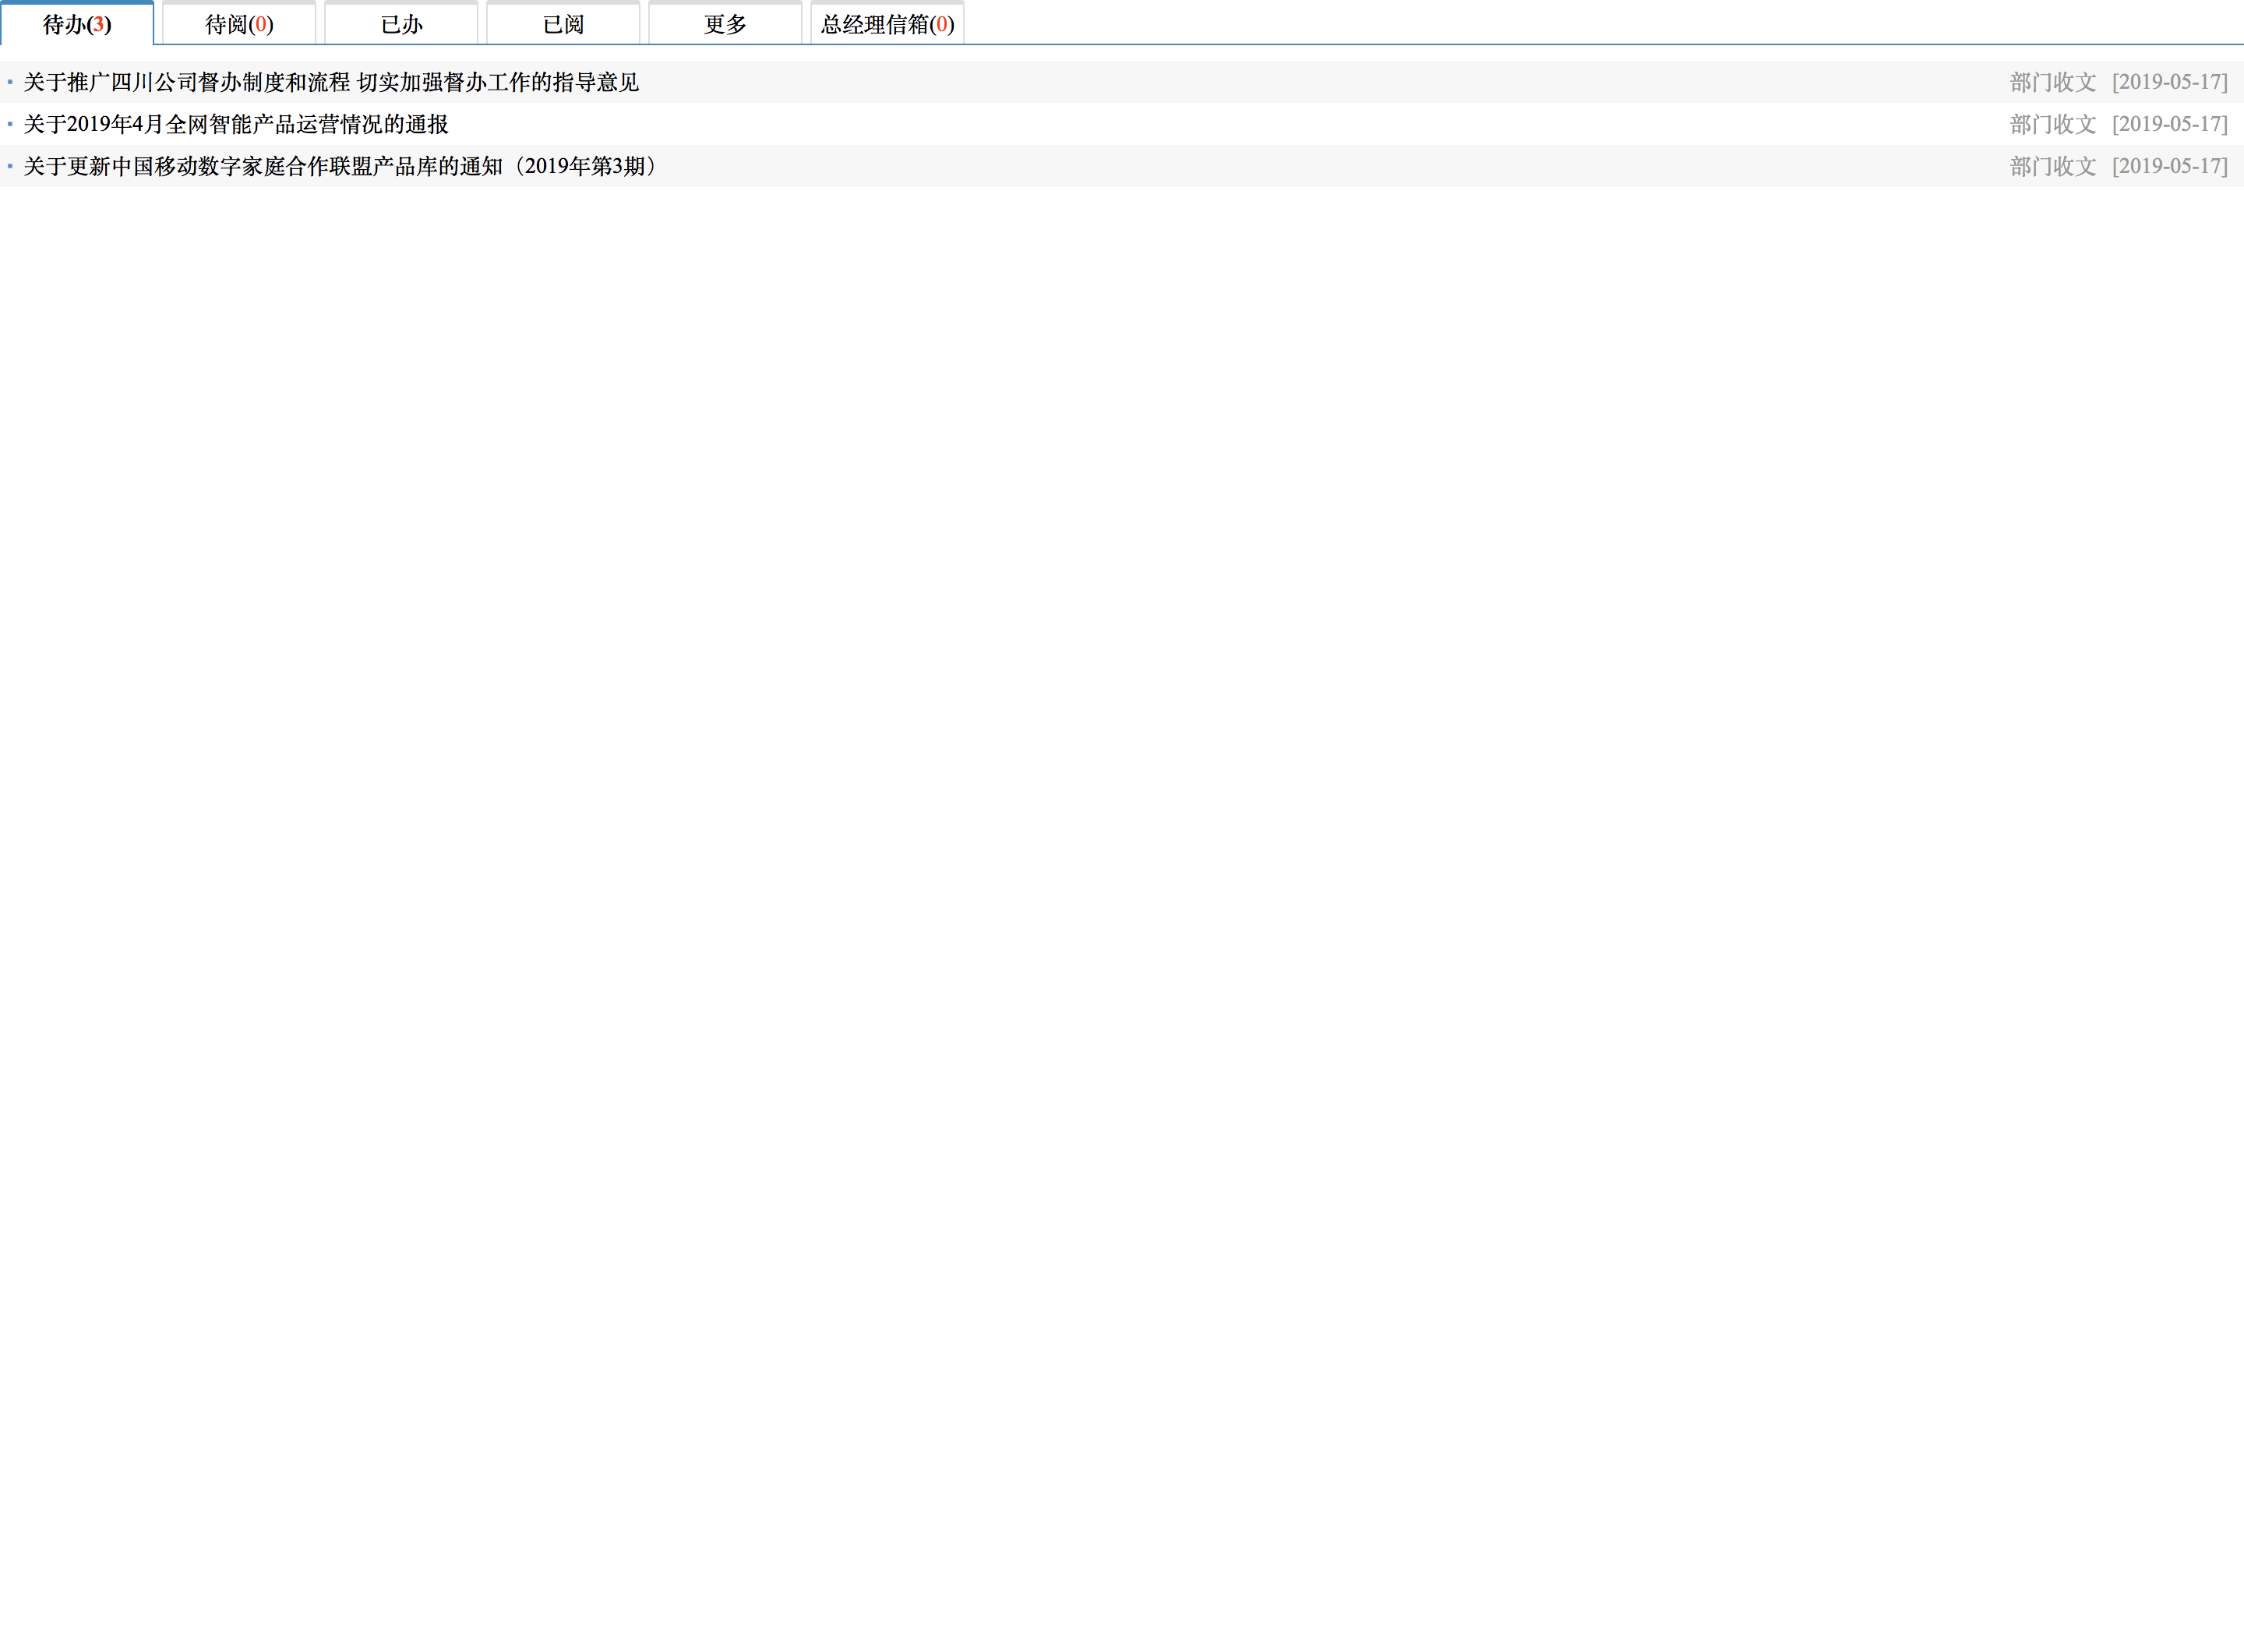 待办(3) 待阅(0) 已办 已阅 更多 总经理信箱(0)
关于推广四川公司督办制度和流程 切实加强督办工作的指导意见 部门收文 [2019-05-17]
关于2019年4月全网智能产品运营情况的通报 部门收文 [2019-05-17]
关于更新中国移动数字家庭合作联盟产品库的通知（2019年第3期） 部门收文 [2019-05-17]